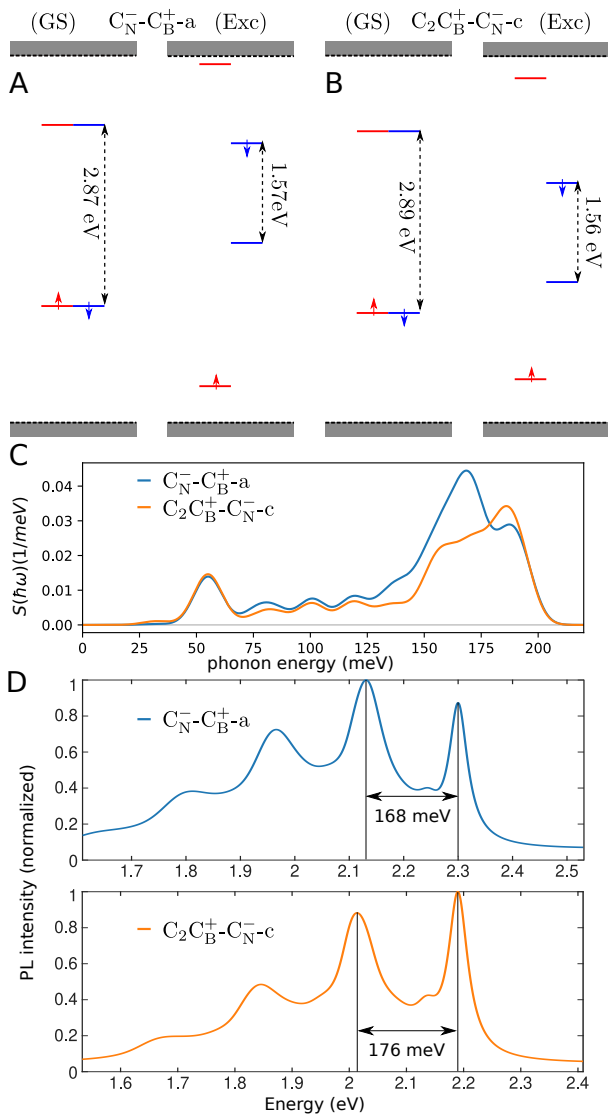 (GS) C_N^−-C_B^+-a (Exc) (GS) C_2C_B^+-C_N^−-c (Exc)
A
B
2.87 eV
1.57eV
2.89 eV
1.56 eV
C
C_N^−-C_B^+-a
C_2C_B^+-C_N^−-c
S(ħω)(1/meV)
0.04
0.03
0.02
0.01
0.00
0 25 50 75 100 125 150 175 200
phonon energy (meV)
D
PL intensity (normalized)
1
0.8
0.6
0.4
0.2
0
C_N^−-C_B^+-a
168 meV
1.7 1.8 1.9 2 2.1 2.2 2.3 2.4 2.5
1
0.8
0.6
0.4
0.2
0
C_2C_B^+-C_N^−-c
176 meV
1.6 1.7 1.8 1.9 2 2.1 2.2 2.3 2.4
Energy (eV)